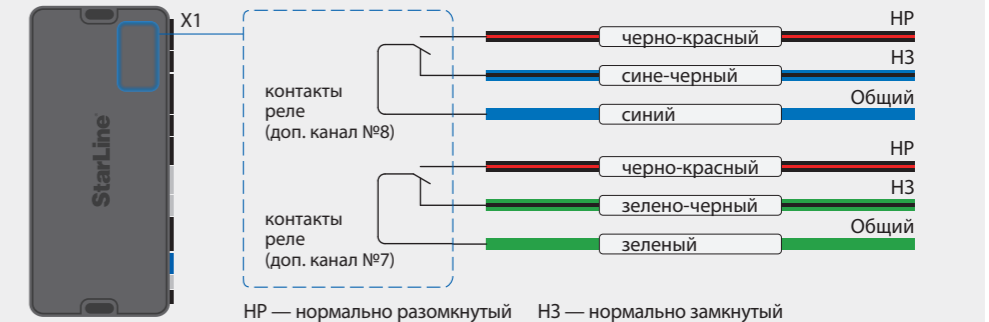 X1
StarLine
контакты
реле
(доп. канал №8)
черно-красный
НР
сине-черный
НЗ
синий
Общий
контакты
реле
(доп. канал №7)
черно-красный
НР
зелено-черный
НЗ
зеленый
Общий
НР — нормально разомкнутый НЗ — нормально замкнутый